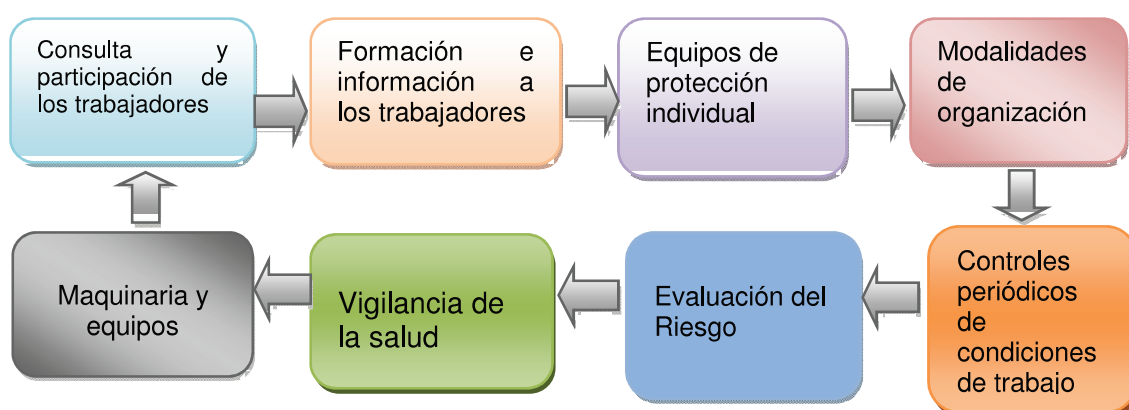 Consulta y
participación de
los trabajadores
Formación e
información a
los trabajadores
Equipos de
protección
individual
Modalidades
de
organización
Maquinaria y
equipos
Vigilancia de
la salud
Evaluación del
Riesgo
Controles
periódicos
de
condiciones
de trabajo